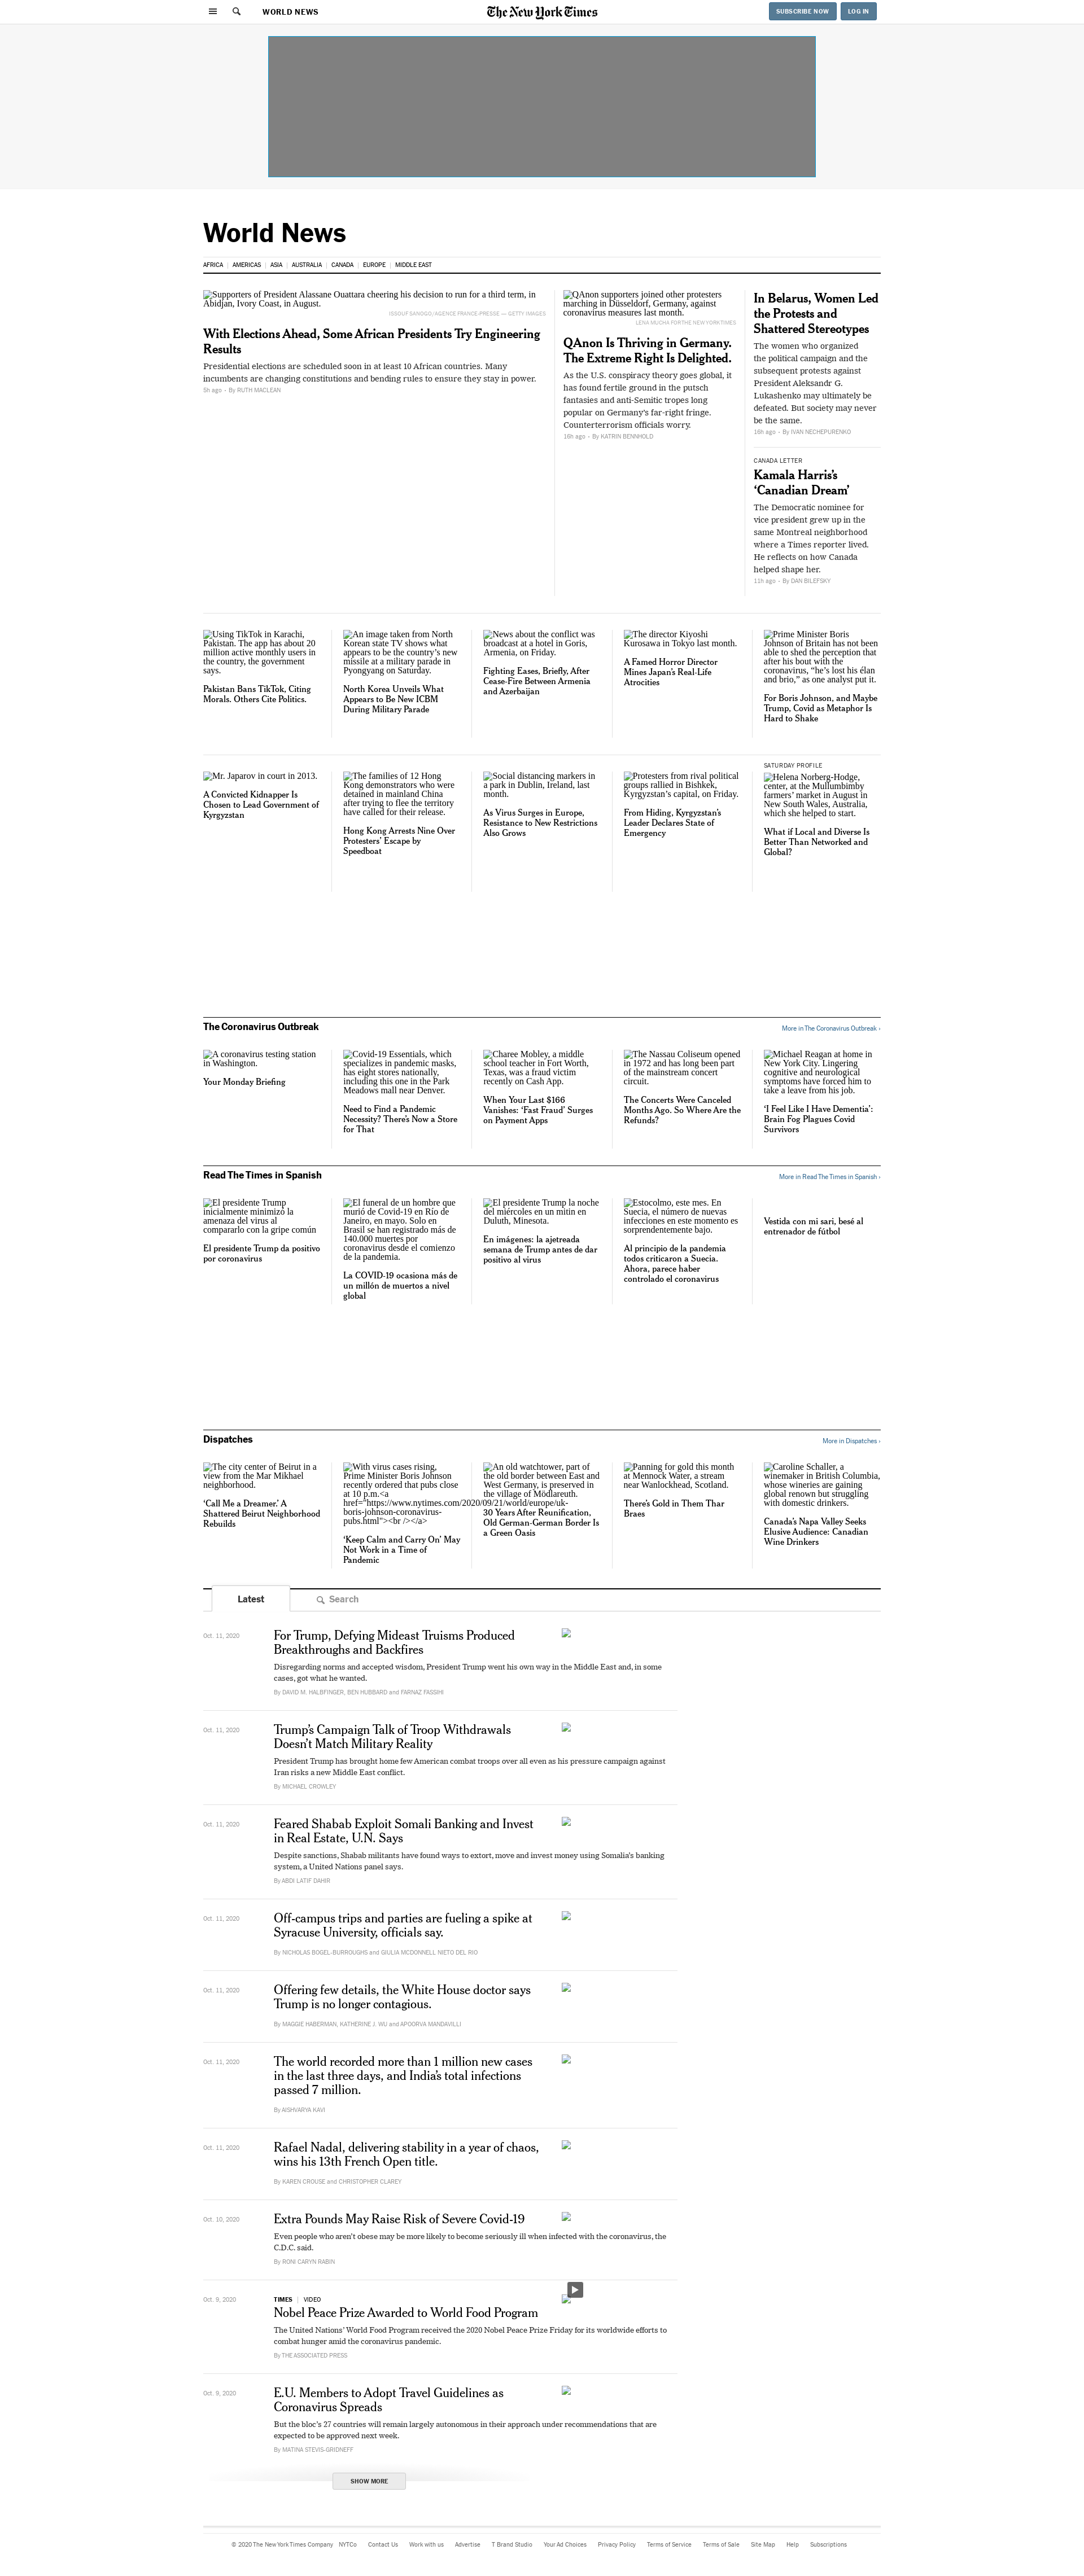 WORLD NEWS
The New York Times
SUBSCRIBE NOW
LOG IN
World News
AFRICA | AMERICAS | ASIA | AUSTRALIA | CANADA | EUROPE | MIDDLE EAST
Supporters of President Alassane Ouattara cheering his decision to run for a third term, in
Abidjan, Ivory Coast, in August.
ISSOUF SANOGO/AGENCE FRANCE-PRESSE — GETTY IMAGES
With Elections Ahead, Some African Presidents Try Engineering
Results
Presidential elections are scheduled soon in at least 10 African countries. Many
incumbents are changing constitutions and bending rules to ensure they stay in power.
5h ago – By RUTH MACLEAN
QAnon supporters joined other protesters
marching in Düsseldorf, Germany, against
coronavirus measures last month.
LENA MUCHA FOR THE NEW YORK TIMES
QAnon Is Thriving in Germany.
The Extreme Right Is Delighted.
As the U.S. conspiracy theory goes global, it
has found fertile ground in the putsch
fantasies and anti-Semitic tropes long
popular on Germany's far-right fringe.
Counterterrorism officials worry.
16h ago – By KATRIN BENNHOLD
In Belarus, Women Led
the Protests and
Shattered Stereotypes
The women who organized
the political campaign and the
subsequent protests against
President Aleksandr G.
Lukashenko may ultimately be
defeated. But society may never
be the same.
16h ago – By IVAN NECHEPURENKO
CANADA LETTER
Kamala Harris's
‘Canadian Dream’
The Democratic nominee for
vice president grew up in the
same Montreal neighborhood
where a Times reporter lived.
He reflects on how Canada
helped shape her.
11h ago – By DAN BILEFSKY
Using TikTok in Karachi,
Pakistan. The app has about 20
million active monthly users in
the country, the government
says.
Pakistan Bans TikTok, Citing
Morals. Others Cite Politics.
An image taken from North
Korean state TV shows what
appears to be the country's new
missile at a military parade in
Pyongyang on Saturday.
North Korea Unveils What
Appears to Be New ICBM
During Military Parade
News about the conflict was
broadcast at a hotel in Goris,
Armenia, on Friday.
Fighting Eases, Briefly, After
Cease-Fire Between Armenia
and Azerbaijan
The director Kiyoshi
Kurosawa in Tokyo last month.
A Famed Horror Director
Mines Japan's Real-Life
Atrocities
Prime Minister Boris
Johnson of Britain has not been
able to shed the perception that
after his bout with the
coronavirus, “he's lost his élan
and brio,” as one analyst put it.
For Boris Johnson, and Maybe
Trump, Covid as Metaphor Is
Hard to Shake
Mr. Japarov in court in 2013.
A Convicted Kidnapper Is
Chosen to Lead Government of
Kyrgyzstan
The families of 12 Hong
Kong demonstrators who were
detained in mainland China
after trying to flee the territory
have called for their release.
Hong Kong Arrests Nine Over
Protesters' Escape by
Speedboat
Social distancing markers in
a park in Dublin, Ireland, last
month.
As Virus Surges in Europe,
Resistance to New Restrictions
Also Grows
Protesters from rival political
groups rallied in Bishkek,
Kyrgyzstan's capital, on Friday.
From Hiding, Kyrgyzstan's
Leader Declares State of
Emergency
SATURDAY PROFILE
Helena Norberg-Hodge,
center, at the Mullumbimby
farmers' market in August in
New South Wales, Australia,
which she helped to start.
What if Local and Diverse Is
Better Than Networked and
Global?
The Coronavirus Outbreak
More in The Coronavirus Outbreak ›
A coronavirus testing station
in Washington.
Your Monday Briefing
Covid-19 Essentials, which
specializes in pandemic masks,
has eight stores nationally,
including this one in the Park
Meadows mall near Denver.
Need to Find a Pandemic
Necessity? There's Now a Store
for That
Charee Mobley, a middle
school teacher in Fort Worth,
Texas, was a fraud victim
recently on Cash App.
When Your Last $166
Vanishes: ‘Fast Fraud’ Surges
on Payment Apps
The Nassau Coliseum opened
in 1972 and has long been part
of the mainstream concert
circuit.
The Concerts Were Canceled
Months Ago. So Where Are the
Refunds?
Michael Reagan at home in
New York City. Lingering
cognitive and neurological
symptoms have forced him to
take a leave from his job.
‘I Feel Like I Have Dementia’:
Brain Fog Plagues Covid
Survivors
Read The Times in Spanish
More in Read The Times in Spanish ›
El presidente Trump
inicialmente minimizó la
amenaza del virus al
compararlo con la gripe común
El presidente Trump da positivo
por coronavirus
El funeral de un hombre que
murió de Covid-19 en Río de
Janeiro, en mayo. Solo en
Brasil se han registrado más de
140.000 muertes por
coronavirus desde el comienzo
de la pandemia.
La COVID-19 ocasiona más de
un millón de muertos a nivel
global
El presidente Trump la noche
del miércoles en un mitin en
Duluth, Minesota.
En imágenes: la ajetreada
semana de Trump antes de dar
positivo al virus
Estocolmo, este mes. En
Suecia, el número de nuevas
infecciones en este momento es
sorprendentemente bajo.
Al principio de la pandemia
todos criticaron a Suecia.
Ahora, parece haber
controlado el coronavirus
Vestida con mi sari, besé al
entrenador de fútbol
Dispatches
More in Dispatches ›
The city center of Beirut in a
view from the Mar Mikhael
neighborhood.
‘Call Me a Dreamer.’ A
Shattered Beirut Neighborhood
Rebuilds
With virus cases rising,
Prime Minister Boris Johnson
recently ordered that pubs close
at 10 p.m.<a
href="https://www.nytimes.com/2020/09/21/world/europe/uk-
boris-johnson-coronavirus-
pubs.html"><br /></a>
‘Keep Calm and Carry On’ May
Not Work in a Time of
Pandemic
An old watchtower, part of
the old border between East and
West Germany, is preserved in
the village of Mödlareuth.
30 Years After Reunification,
Old German-German Border Is
a Green Oasis
Panning for gold this month
at Mennock Water, a stream
near Wanlockhead, Scotland.
There's Gold in Them Thar
Braes
Caroline Schaller, a
winemaker in British Columbia,
whose wineries are gaining
global renown but struggling
with domestic drinkers.
Canada's Napa Valley Seeks
Elusive Audience: Canadian
Wine Drinkers
Latest
Search
Oct. 11, 2020
For Trump, Defying Mideast Truisms Produced
Breakthroughs and Backfires
Disregarding norms and accepted wisdom, President Trump went his own way in the Middle East and, in some
cases, got what he wanted.
By DAVID M. HALBFINGER, BEN HUBBARD and FARNAZ FASSIHI
Oct. 11, 2020
Trump's Campaign Talk of Troop Withdrawals
Doesn't Match Military Reality
President Trump has brought home few American combat troops over all even as his pressure campaign against
Iran risks a new Middle East conflict.
By MICHAEL CROWLEY
Oct. 11, 2020
Feared Shabab Exploit Somali Banking and Invest
in Real Estate, U.N. Says
Despite sanctions, Shabab militants have found ways to extort, move and invest money using Somalia's banking
system, a United Nations panel says.
By ABDI LATIF DAHIR
Oct. 11, 2020
Off-campus trips and parties are fueling a spike at
Syracuse University, officials say.
By NICHOLAS BOGEL-BURROUGHS and GIULIA MCDONNELL NIETO DEL RIO
Oct. 11, 2020
Offering few details, the White House doctor says
Trump is no longer contagious.
By MAGGIE HABERMAN, KATHERINE J. WU and APOORVA MANDAVILLI
Oct. 11, 2020
The world recorded more than 1 million new cases
in the last three days, and India's total infections
passed 7 million.
By AISHVARYA KAVI
Oct. 11, 2020
Rafael Nadal, delivering stability in a year of chaos,
wins his 13th French Open title.
By KAREN CROUSE and CHRISTOPHER CLAREY
Oct. 10, 2020
Extra Pounds May Raise Risk of Severe Covid-19
Even people who aren't obese may be more likely to become seriously ill when infected with the coronavirus, the
C.D.C. said.
By RONI CARYN RABIN
Oct. 9, 2020
TIMES | VIDEO
Nobel Peace Prize Awarded to World Food Program
The United Nations' World Food Program received the 2020 Nobel Peace Prize Friday for its worldwide efforts to
combat hunger amid the coronavirus pandemic.
By THE ASSOCIATED PRESS
Oct. 9, 2020
E.U. Members to Adopt Travel Guidelines as
Coronavirus Spreads
But the bloc's 27 countries will remain largely autonomous in their approach under recommendations that are
expected to be approved next week.
By MATINA STEVIS-GRIDNEFF
SHOW MORE
© 2020 The New York Times Company NYTCo Contact Us Work with us Advertise T Brand Studio Your Ad Choices Privacy Policy Terms of Service Terms of Sale Site Map Help Subscriptions